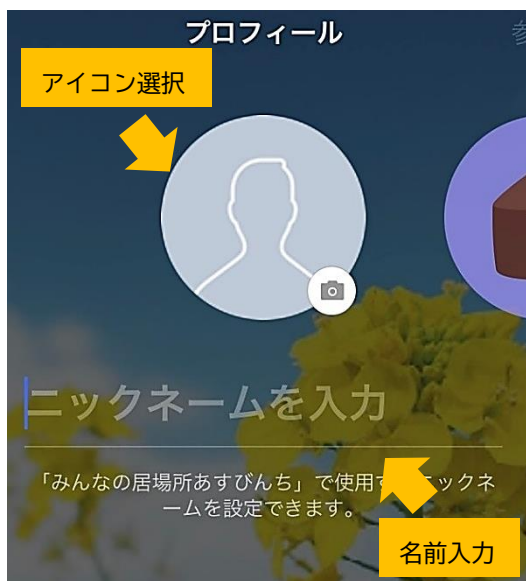 プロフィール
アイコン選択
ニックネームを入力
「みんなの居場所あすびんち」で使用す ニックネ
ームを設定できます。
名前入力